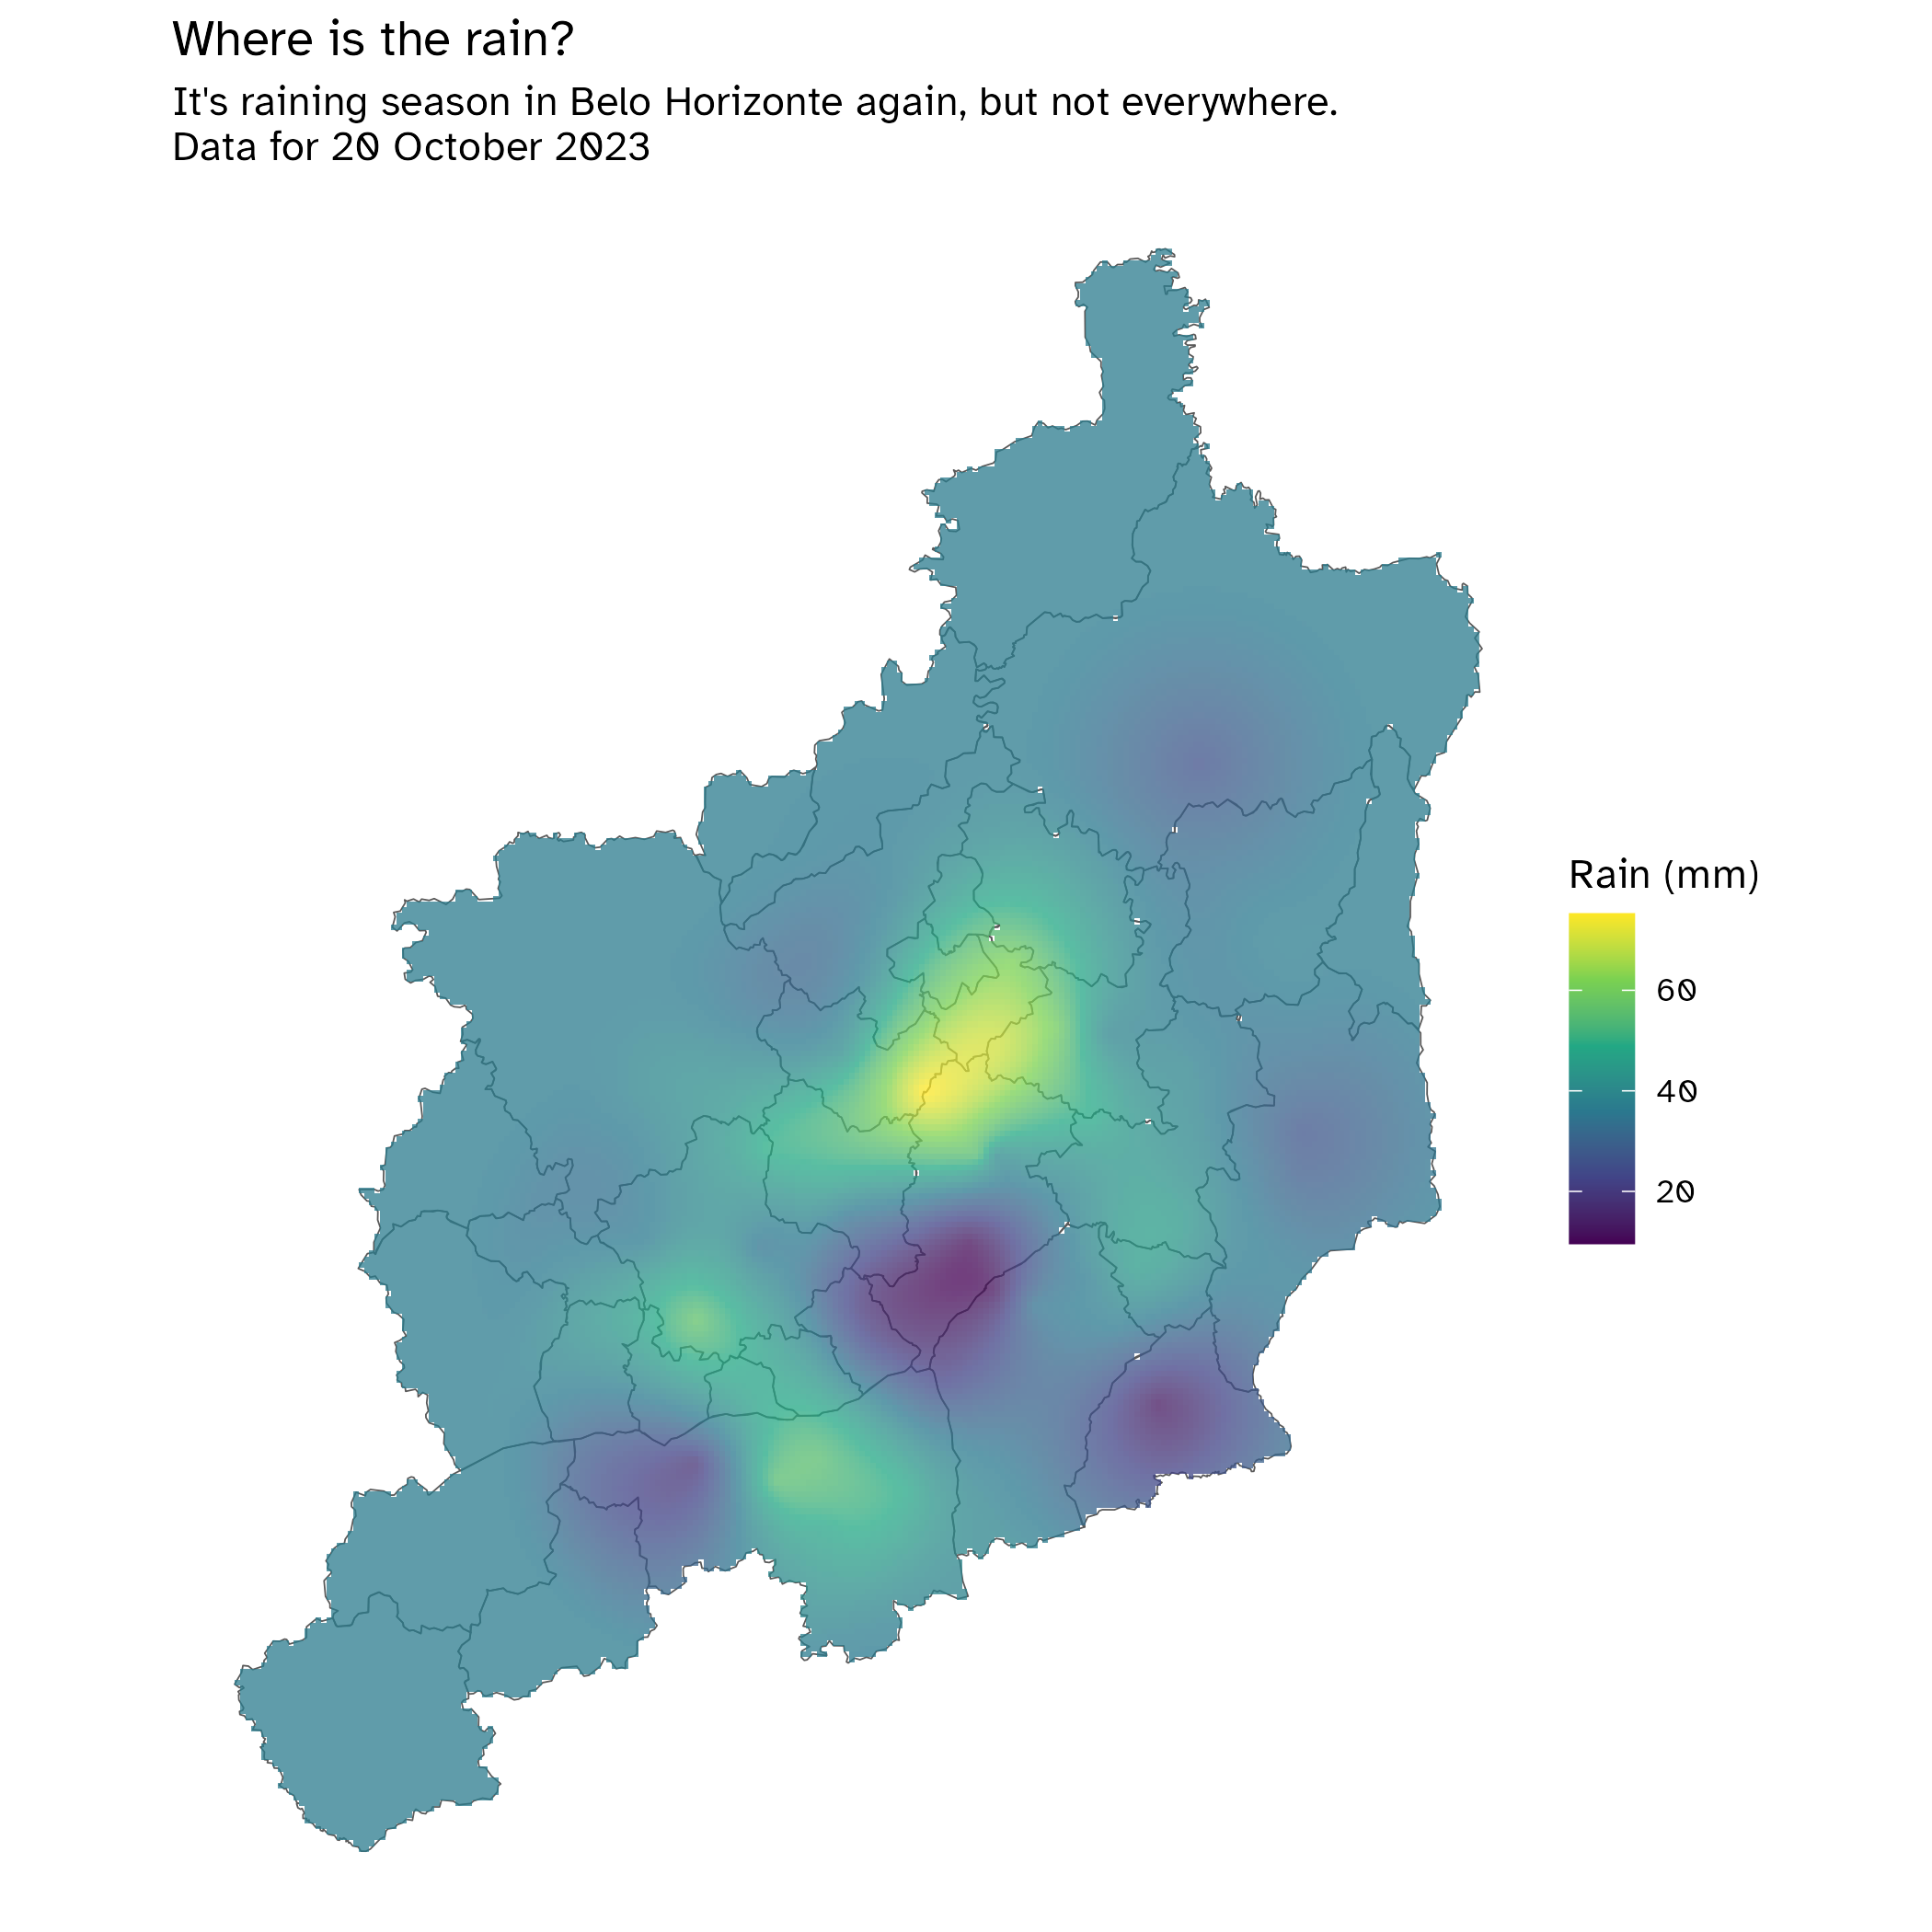 Where is the rain?
It's raining season in Belo Horizonte again, but not everywhere.
Data for 20 October 2023
Rain (mm)
60
40
20